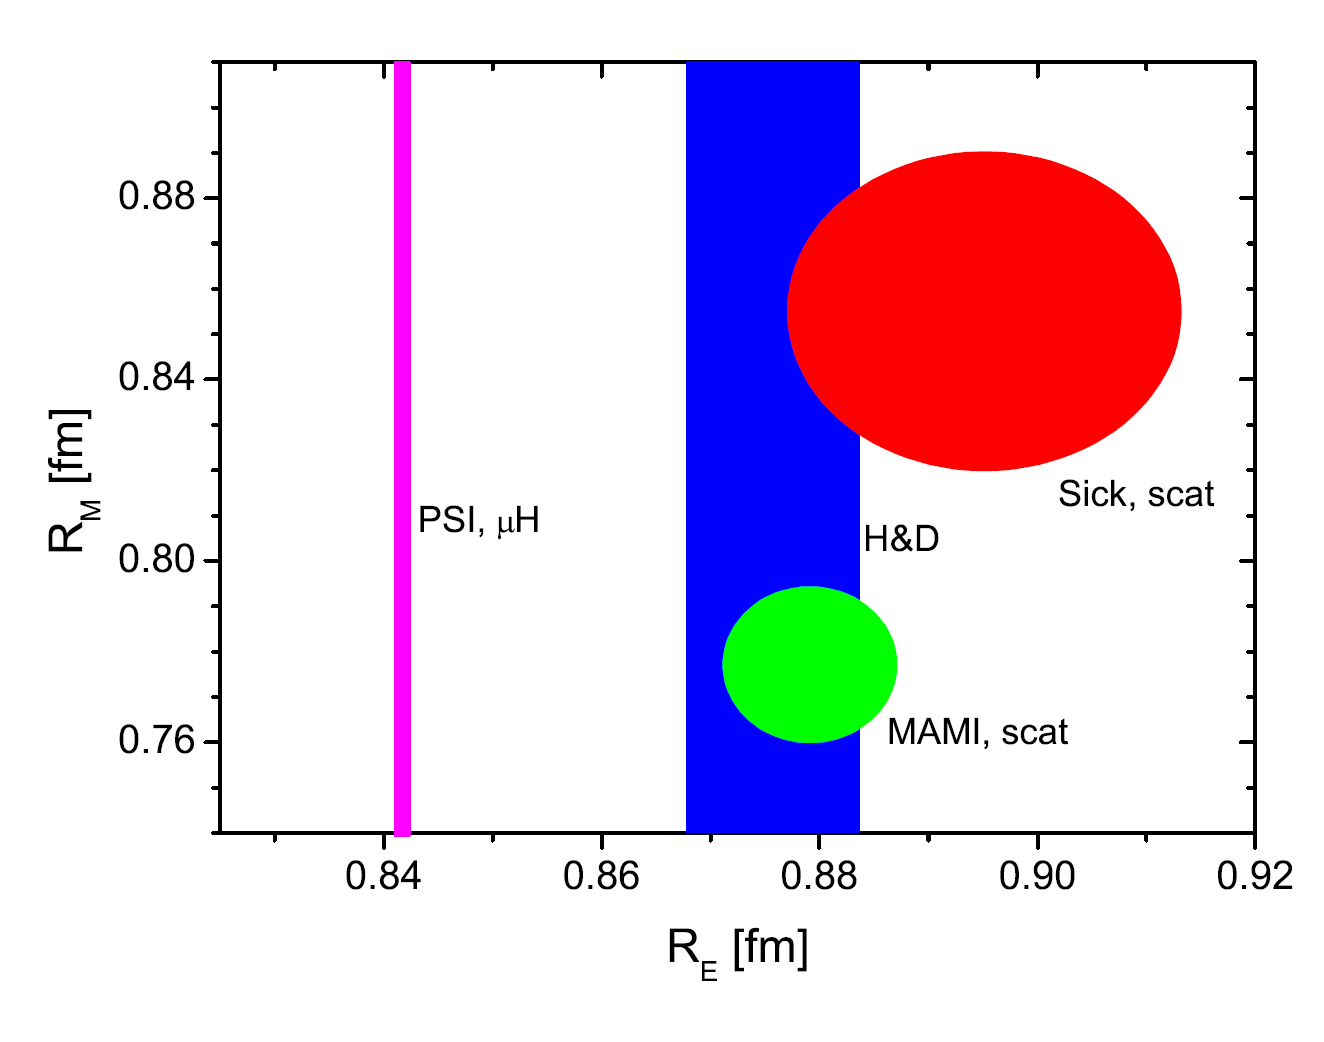 0.88
0.84
0.80
0.76
R_M [fm]
PSI, μH
H&D
Sick, scat
MAMI, scat
0.84 0.86 0.88 0.90 0.92
R_E [fm]